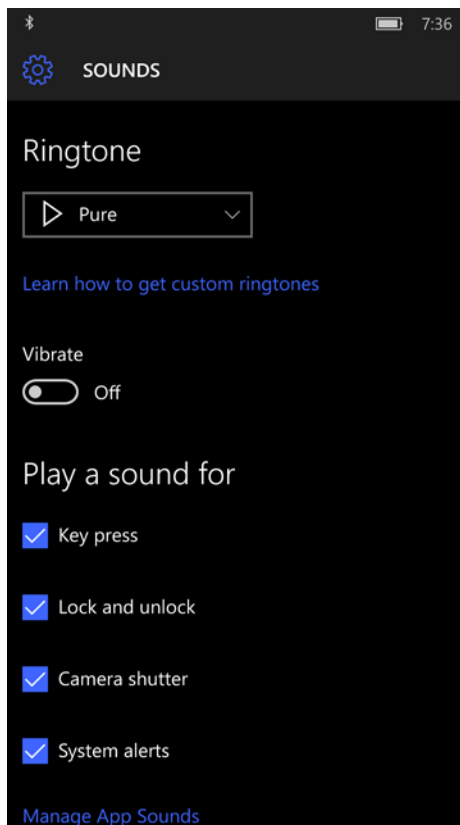 7:36
SOUNDS
Ringtone
Pure
Learn how to get custom ringtones
Vibrate
Off
Play a sound for
Key press
Lock and unlock
Camera shutter
System alerts
Manage App Sounds